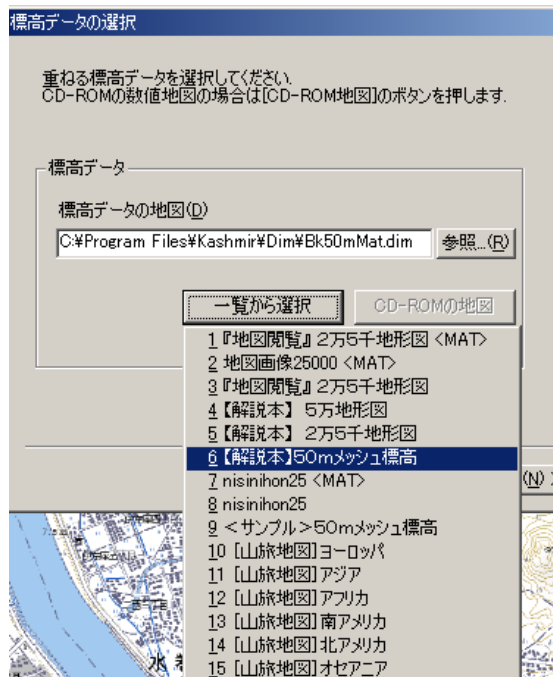 標高データの選択
重ねる標高データを選択してください.
CD-ROMの数値地図の場合は[CD-ROM地図]のボタンを押します.
標高データ
標高データの地図(D)
C:¥Program Files¥Kashmir¥Dim¥Bk50mMat.dim
参照...(R)
一覧から選択
CD-ROMの地図
1『地図閲覧』2万5千地形図 <MAT>
2 地図画像25000 <MAT>
3『地図閲覧』2万5千地形図
4【解説本】 5万地形図
5【解説本】 2万5千地形図
6【解説本】50mメッシュ標高
7 nisinihon25 <MAT>
8 nisinihon25
9 <サンプル>50mメッシュ標高
10 [山旅地図]ヨーロッパ
11 [山旅地図]アジア
12 [山旅地図]アフリカ
13 [山旅地図]南アメリカ
14 [山旅地図]北アメリカ
15 [山旅地図]オセアニア
(N)
水